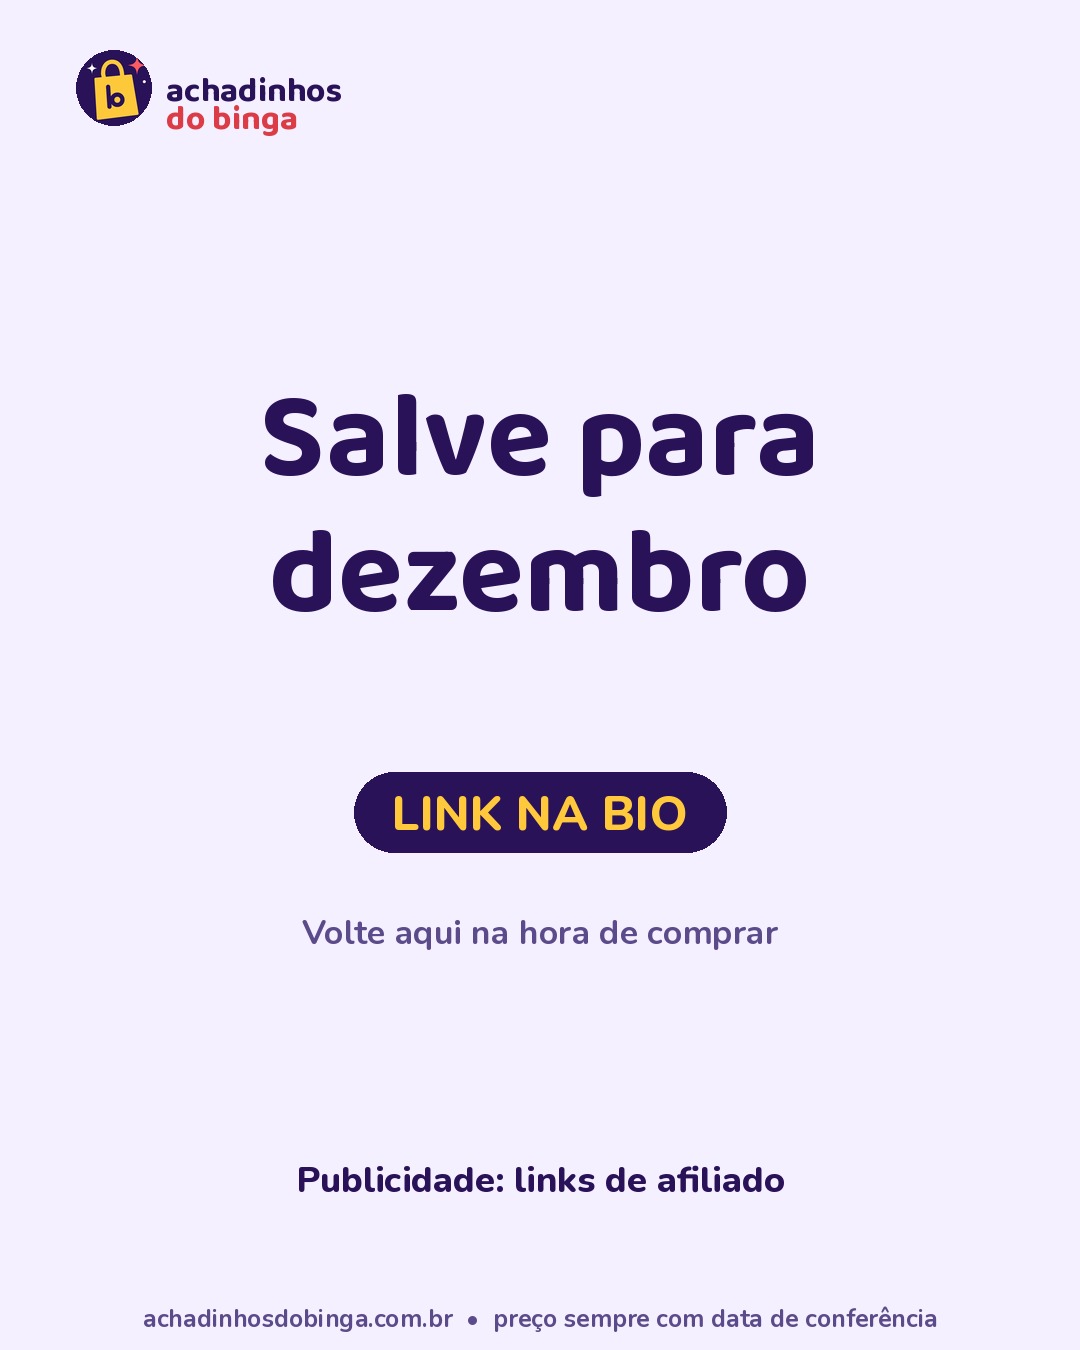 b
achadinhos
do binga
Salve para
dezembro
LINK NA BIO
Volte aqui na hora de comprar
Publicidade: links de afiliado
achadinhosdobinga.com.br • preço sempre com data de conferência